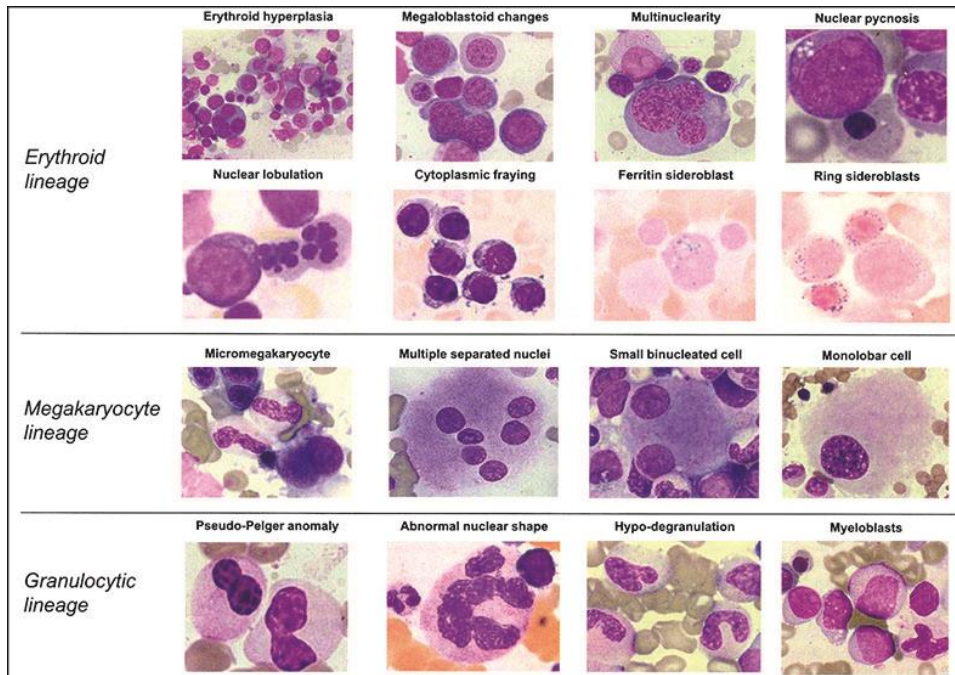 Erythroid hyperplasia Megaloblastoid changes Multinuclearity Nuclear pycnosis
Erythroid
lineage
Nuclear lobulation Cytoplasmic fraying Ferritin sideroblast Ring sideroblasts
Micromegakaryocyte Multiple separated nuclei Small binucleated cell Monolobar cell
Megakaryocyte
lineage
Pseudo-Pelger anomaly Abnormal nuclear shape Hypo-degranulation Myeloblasts
Granulocytic
lineage